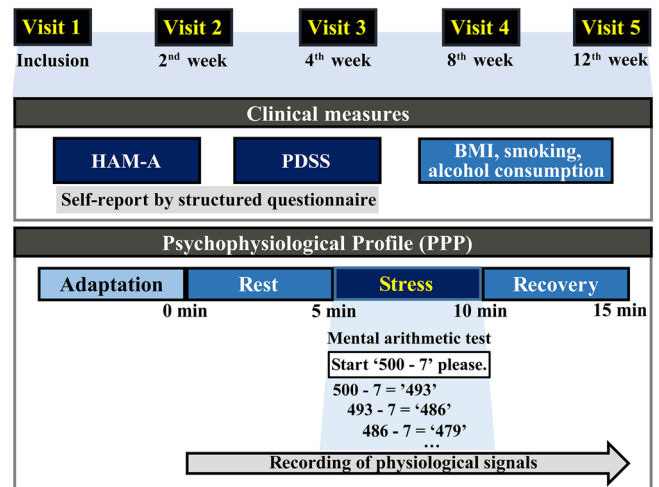 Visit 1 Visit 2 Visit 3 Visit 4 Visit 5
Inclusion 2nd week 4th week 8th week 12th week
Clinical measures
HAM-A PDSS BMI, smoking,
alcohol consumption
Self-report by structured questionnaire
Psychophysiological Profile (PPP)
Adaptation Rest Stress Recovery
0 min 5 min 10 min 15 min
Mental arithmetic test
Start ‘500 - 7’ please.
500 - 7 = ‘493’
493 - 7 = ‘486’
486 - 7 = ‘479’
...
Recording of physiological signals